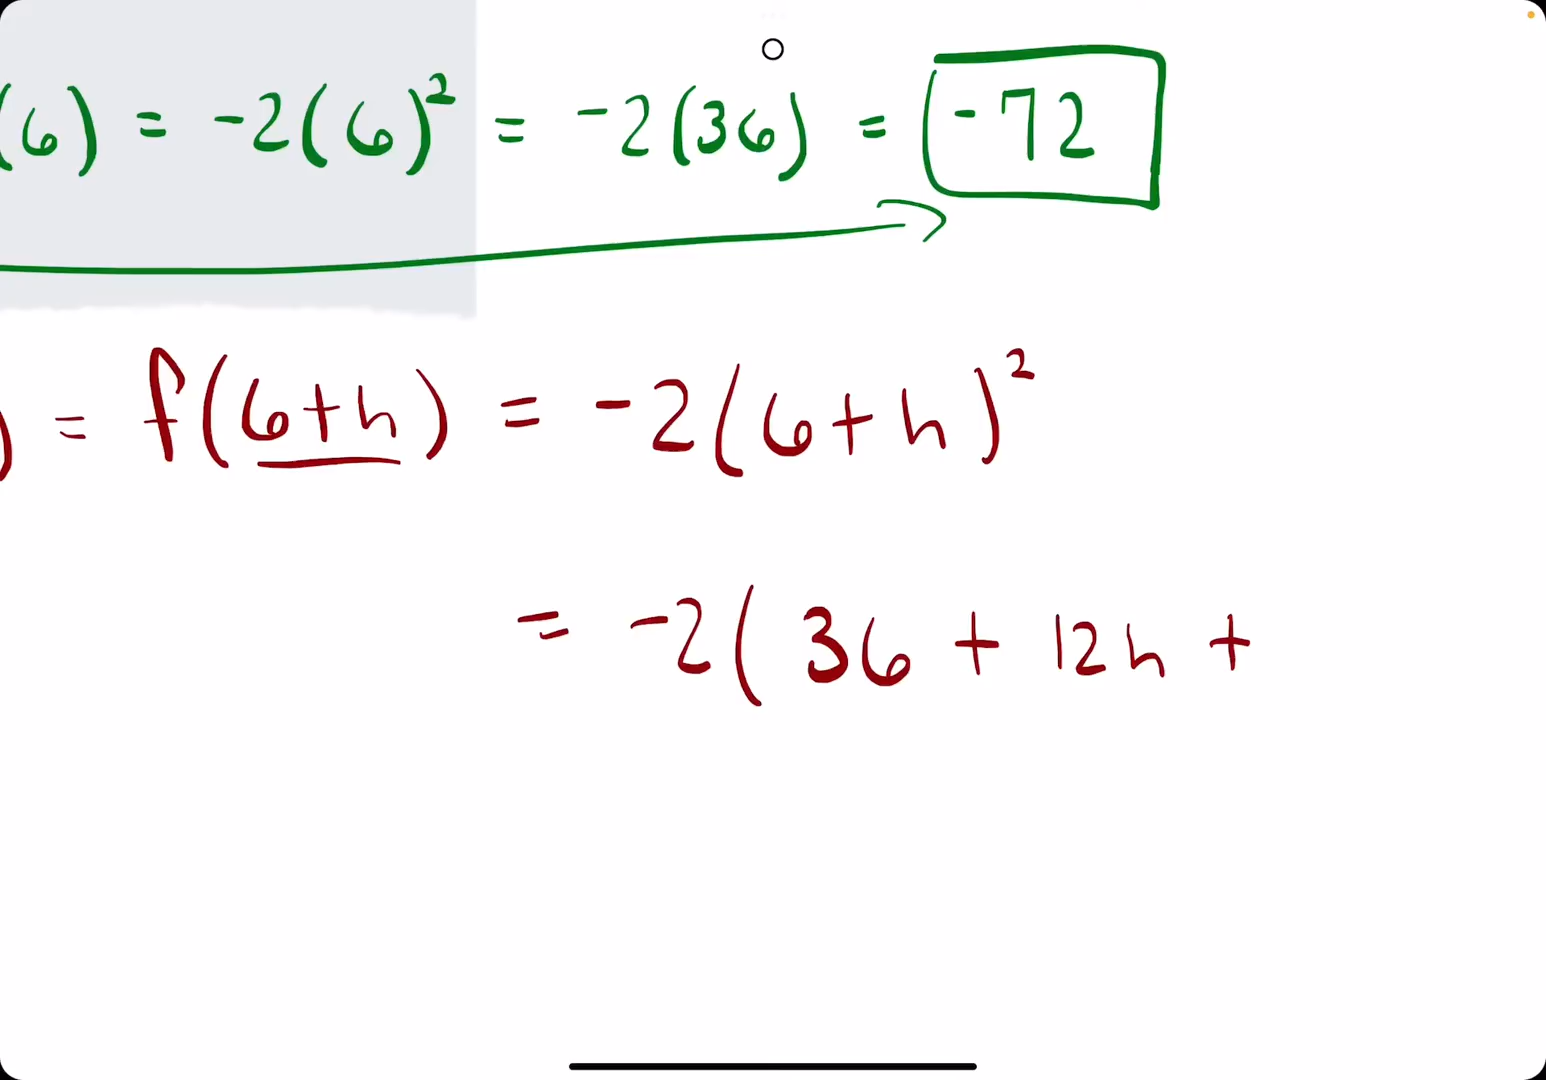 (6) = -2(6)² = -2(36) = -72
) = f(6+h) = -2(6+h)²
= -2( 36 + 12h +